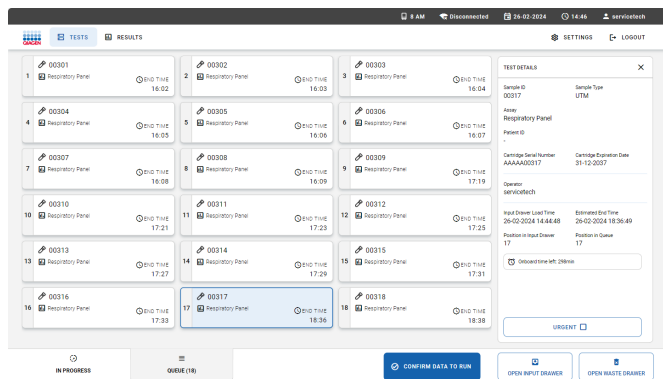 8 AM Disconnected 26-02-2024 14:46 servicetech
QIAGEN TESTS RESULTS SETTINGS LOGOUT
1 00301 Respiratory Panel END TIME 16:02
2 00302 Respiratory Panel END TIME 16:03
3 00303 Respiratory Panel END TIME 16:04
4 00304 Respiratory Panel END TIME 16:05
5 00305 Respiratory Panel END TIME 16:06
6 00306 Respiratory Panel END TIME 16:07
7 00307 Respiratory Panel END TIME 16:08
8 00308 Respiratory Panel END TIME 16:09
9 00309 Respiratory Panel END TIME 17:19
10 00310 Respiratory Panel END TIME 17:21
11 00311 Respiratory Panel END TIME 17:23
12 00312 Respiratory Panel END TIME 17:25
13 00313 Respiratory Panel END TIME 17:27
14 00314 Respiratory Panel END TIME 17:29
15 00315 Respiratory Panel END TIME 17:31
16 00316 Respiratory Panel END TIME 17:33
17 00317 Respiratory Panel END TIME 18:36
18 00318 Respiratory Panel END TIME 18:38
TEST DETAILS
Sample ID Sample Type
00317 UTM
Assay
Respiratory Panel
Patient ID
-
Cartridge Serial Number Cartridge Expiration Date
AAAAA00317 31-12-2037
Operator
servicetech
Input Drawer Load Time Estimated End Time
26-02-2024 14:44:48 26-02-2024 18:36:49
Position in Input Drawer Position in Queue
17 17
Onboard time left: 298min
URGENT
IN PROGRESS QUEUE (18) CONFIRM DATA TO RUN OPEN INPUT DRAWER OPEN WASTE DRAWER